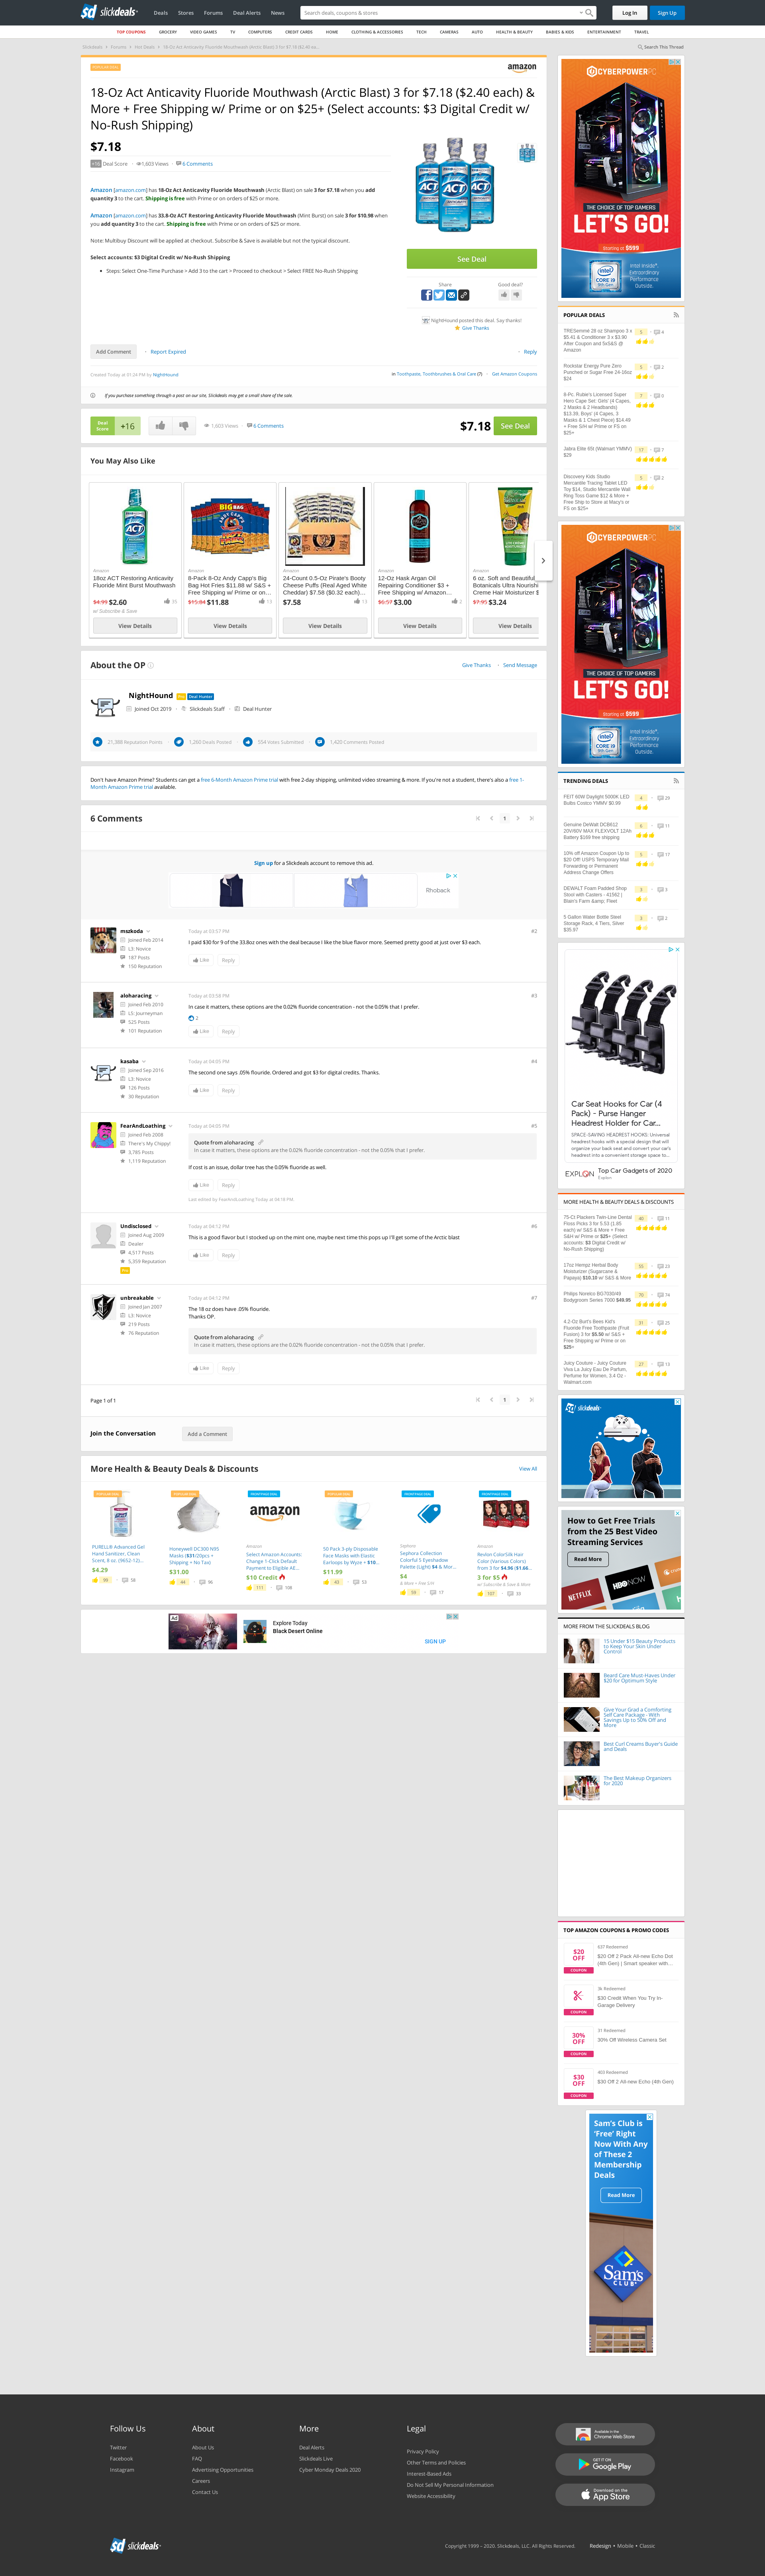 slickdeals
Deals Stores Forums Deal Alerts News
Search deals, coupons & stores
Log In Sign Up
TOP COUPONS GROCERY VIDEO GAMES TV COMPUTERS CREDIT CARDS HOME CLOTHING & ACCESSORIES TECH CAMERAS AUTO HEALTH & BEAUTY BABIES & KIDS ENTERTAINMENT TRAVEL
Search This Thread
amazon
18-Oz Act Anticavity Fluoride Mouthwash (Arctic Blast) 3 for $7.18 ($2.40 each) &
More + Free Shipping w/ Prime or on $25+ (Select accounts: $3 Digital Credit w/
No-Rush Shipping)
$7.18
+16 Deal Score 1,603 Views 6 Comments
Amazon [amazon.com] has 18-Oz Act Anticavity Fluoride Mouthwash (Arctic Blast) on sale 3 for $7.18 when you add
quantity 3 to the cart. Shipping is free with Prime or on orders of $25 or more.
Amazon [amazon.com] has 33.8-Oz ACT Restoring Anticavity Fluoride Mouthwash (Mint Burst) on sale 3 for $10.98 when
you add quantity 3 to the cart. Shipping is free with Prime or on orders of $25 or more.
Note: Multibuy Discount will be applied at checkout. Subscribe & Save is available but not the typical discount.
Select accounts: $3 Digital Credit w/ No-Rush Shipping
Steps: Select One-Time Purchase > Add 3 to the cart > Proceed to checkout > Select FREE No-Rush Shipping
See Deal
Share Good deal?
NightHound posted this deal. Say thanks!
Give Thanks
Add Comment Report Expired Reply
Created Today at 01:24 PM by NightHound
in Toothpaste, Toothbrushes & Oral Care (7) Get Amazon Coupons
If you purchase something through a post on our site, Slickdeals may get a small share of the sale.
Deal Score +16
1,603 Views 6 Comments
$7.18 See Deal
You May Also Like
Amazon
18oz ACT Restoring Anticavity
Fluoride Mint Burst Mouthwash
$4.99 $2.60 35
w/ Subscribe & Save
View Details
Amazon
8-Pack 8-Oz Andy Capp's Big
Bag Hot Fries $11.88 w/ S&S +
Free Shipping w/ Prime or on…
$15.84 $11.88 13
View Details
Amazon
24-Count 0.5-Oz Pirate's Booty
Cheese Puffs (Real Aged White
Cheddar) $7.58 ($0.32 each)…
$7.58 13
View Details
Amazon
12-Oz Hask Argan Oil
Repairing Conditioner $3 +
Free Shipping w/ Amazon…
$6.57 $3.00 2
View Details
Amazon
6 oz. Soft and Beautiful
Botanicals Ultra Nourishi
Creme Hair Moisturizer $
$7.95 $3.24
View Details
About the OP
Give Thanks Send Message
NightHound Pro Deal Hunter
Joined Oct 2019 Slickdeals Staff Deal Hunter
21,388 Reputation Points 1,260 Deals Posted 554 Votes Submitted 1,429 Comments Posted
Don't have Amazon Prime? Students can get a free 6-Month Amazon Prime trial with free 2-day shipping, unlimited video streaming & more. If you're not a student, there's also a free 1-
Month Amazon Prime trial available.
6 Comments
1
Sign up for a Slickdeals account to remove this ad.
Rhoback
mszkoda
Joined Feb 2014
L3: Novice
187 Posts
150 Reputation
Today at 03:57 PM #2
I paid $30 for 9 of the 33.8oz ones with the deal because I like the blue flavor more. Seemed pretty good at just over $3 each.
Like Reply
aloharacing
Joined Feb 2010
L5: Journeyman
525 Posts
101 Reputation
Today at 03:58 PM #3
In case it matters, these options are the 0.02% fluoride concentration - not the 0.05% that I prefer.
2
Like Reply
kasaba
Joined Sep 2016
L3: Novice
126 Posts
30 Reputation
Today at 04:05 PM #4
The second one says .05% fluoride. Ordered and got $3 for digital credits. Thanks.
Like Reply
FearAndLoathing
Joined Feb 2008
There's My Chippy!
3,785 Posts
1,119 Reputation
Today at 04:05 PM #5
Quote from aloharacing
In case it matters, these options are the 0.02% fluoride concentration - not the 0.05% that I prefer.
If cost is an issue, dollar tree has the 0.05% fluoride as well.
Like Reply
Last edited by FearAndLoathing Today at 04:18 PM.
Undisclosed
Joined Aug 2009
Dealer
4,517 Posts
5,359 Reputation
Pro
Today at 04:12 PM #6
This is a good flavor but I stocked up on the mint one, maybe next time this pops up I'll get some of the Arctic blast
Like Reply
unbreakable
Joined Jan 2007
L3: Novice
219 Posts
76 Reputation
Today at 04:12 PM #7
The 18 oz does have .05% fluoride.
Thanks OP.
Quote from aloharacing
In case it matters, these options are the 0.02% fluoride concentration - not the 0.05% that I prefer.
Like Reply
Page 1 of 1
1
Join the Conversation Add a Comment
More Health & Beauty Deals & Discounts View All
PURELL® Advanced Gel
Hand Sanitizer, Clean
Scent, 8 oz. (9652-12)…
$4.29
Honeywell DC300 N95
Masks ($31/20pcs +
Shipping + No Tax)
$31.00
Amazon
Select Amazon Accounts:
Change 1-Click Default
Payment to Eligible AE…
$10 Credit
50 Pack 3-ply Disposable
Face Masks with Elastic
Earloops by Wyze + $10…
$11.99
Sephora
Sephora Collection
Colorful 5 Eyeshadow
Palette (Light) $4 & Mor…
$4
& More + Free S/H
Amazon
Revlon ColorSilk Hair
Color (Various Colors)
from 3 for $4.96 ($1.66…
3 for $5
w/ Subscribe & Save & More
Ad
Explore Today
Black Desert Online
SIGN UP
CYBERPOWERPC
THE CHOICE OF TOP GAMERS
LET'S GO!
Starting at $599
Intel Inside®.
Extraordinary
Performance
Outside.
POPULAR DEALS
TRESemmé 28 oz Shampoo 3 x
$5.41 & Conditioner 3 x $3.90
After Coupon and 5xS&S @
Amazon
5 4
Rockstar Energy Pure Zero
Punched or Sugar Free 24-16oz
$24
5 2
8-Pc. Rubie's Licensed Super
Hero Cape Set: Girls' (4 Capes,
2 Masks & 2 Headbands)
$13.39, Boys' (4 Capes, 3
Masks & 1 Chest Piece) $14.49
+ Free S/H w/ Prime or FS on
$25+
7 0
Jabra Elite 65t (Walmart YMMV)
$29
17 7
Discovery Kids Studio
Mercantile Tracing Tablet LED
Toy $14, Studio Mercantile Wall
Ring Toss Game $12 & More +
Free Ship to Store at Macy's or
FS on $25+
5 2
CYBERPOWERPC
THE CHOICE OF TOP GAMERS
LET'S GO!
Starting at $599
Intel Inside®.
Extraordinary
Performance
Outside.
TRENDING DEALS
FEIT 60W Daylight 5000K LED
Bulbs Costco YMMV $0.99
4 39
Genuine DeWalt DCB612
20V/60V MAX FLEXVOLT 12Ah
Battery $169 free shipping
6 11
10% off Amazon Coupon Up to
$20 Off! USPS Temporary Mail
Forwarding or Permanent
Address Change Offers
5 17
DEWALT Foam Padded Shop
Stool with Casters - 41562 |
Blain's Farm &amp; Fleet
3 3
5 Gallon Water Bottle Steel
Storage Rack, 4 Tiers, Silver
$35.97
3 2
Car Seat Hooks for Car (4
Pack) - Purse Hanger
Headrest Holder for Car...
SPACE-SAVING HEADREST HOOKS: Universal
headrest hooks with a special design that will
organize your back seat and convert your car's
headrest into a convenient storage space to...
EXPLON
Top Car Gadgets of 2020
Explon
MORE HEALTH & BEAUTY DEALS & DISCOUNTS
75-Ct Plackers Twin-Line Dental
Floss Picks 3 for 5.53 (1.85
each) w/ S&S & More + Free
S&H w/ Prime or $25+ (Select
accounts: $3 Digital Credit w/
No-Rush Shipping)
40 11
17oz Hempz Herbal Body
Moisturizer (Sugarcane &
Papaya) $10.10 w/ S&S & More
55 23
Philips Norelco BG7030/49
Bodygroom Series 7000 $49.95
76 74
4.2-Oz Burt's Bees Kid's
Fluoride Free Toothpaste (Fruit
Fusion) 3 for $5.50 w/ S&S +
Free Shipping w/ Prime or on
$25+
31 25
Juicy Couture - Juicy Couture
Viva La Juicy Eau De Parfum,
Perfume for Women, 3.4 Oz -
Walmart.com
27 13
slickdeals
How to Get Free Trials
from the 25 Best Video
Streaming Services
Read More
NETFLIX HBO NOW
MORE FROM THE SLICKDEALS BLOG
15 Under $15 Beauty Products
to Keep Your Skin Under
Control
Beard Care Must-Haves Under
$20 for Optimum Style
Give Your Grad a Comforting
Self Care Package - With
Savings Up to 50% Off and
More
Best Curl Creams Buyer's Guide
and Deals
The Best Makeup Organizers
for 2020
TOP AMAZON COUPONS & PROMO CODES
$20 OFF COUPON
637 Redeemed
$20 Off 2 Pack All-new Echo Dot
(4th Gen) | Smart speaker with…
COUPON
3k Redeemed
$30 Credit When You Try In-
Garage Delivery
30% OFF COUPON
31 Redeemed
30% Off Wireless Camera Set
$30 OFF COUPON
403 Redeemed
$30 Off 2 All-new Echo (4th Gen)
Sam's Club is
'Free' Right
Now With Any
of These 2
Membership
Deals
Read More
Sam's CLUB
Follow Us
Twitter
Facebook
Instagram
About
About Us
FAQ
Advertising Opportunities
Careers
Contact Us
More
Deal Alerts
Slickdeals Live
Cyber Monday Deals 2020
Legal
Privacy Policy
Other Terms and Policies
Interest-Based Ads
Do Not Sell My Personal Information
Website Accessibility
Available in the Chrome Web Store
GET IT ON Google Play
Download on the App Store
slickdeals
Copyright 1999 – 2020. Slickdeals, LLC. All Rights Reserved. Redesign • Mobile • Classic